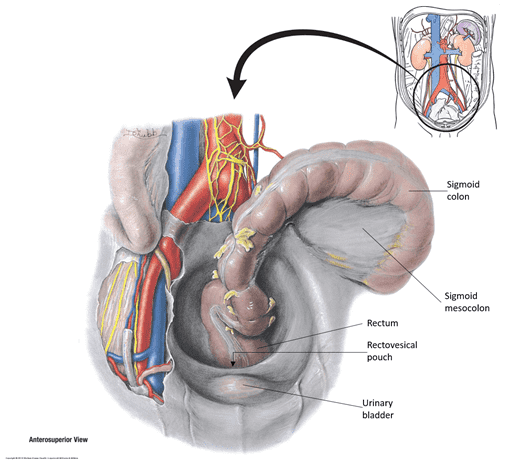 Sigmoid
colon
Sigmoid
mesocolon
Rectum
Rectovesical
pouch
Urinary
bladder
Anterosuperior View